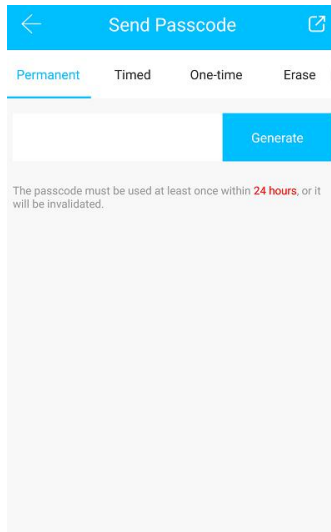 Send Passcode
Permanent Timed One-time Erase
Generate
The passcode must be used at least once within 24 hours, or it
will be invalidated.